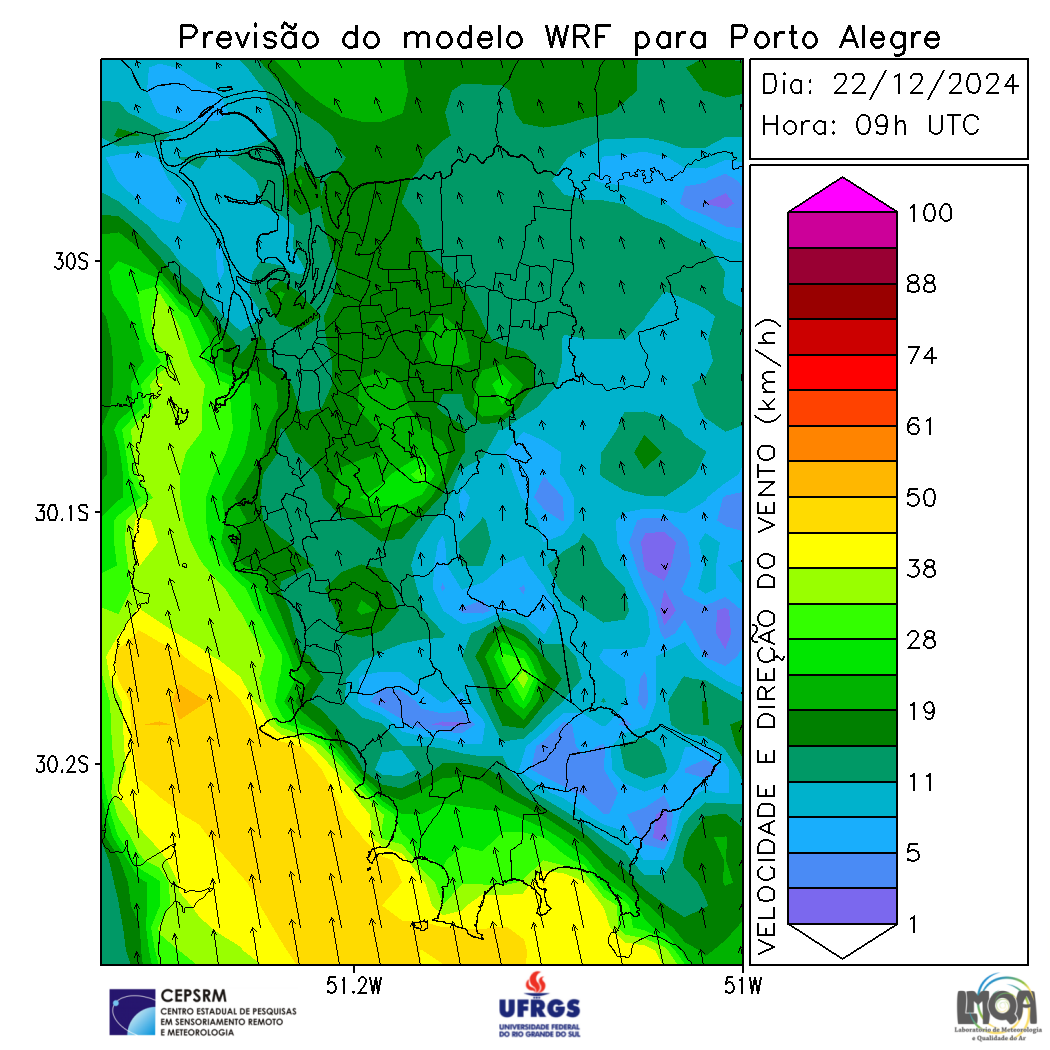 Previsão do modelo WRF para Porto Alegre
Dia: 22/12/2024
Hora: 09h UTC
30S
30.1S
30.2S
51.2W
51W
VELOCIDADE E DIREÇÃO DO VENTO (km/h)
100
88
74
61
50
38
28
19
11
5
1
CEPSRM
CENTRO ESTADUAL DE PESQUISAS
EM SENSORIAMENTO REMOTO
E METEOROLOGIA
UFRGS
UNIVERSIDADE FEDERAL
DO RIO GRANDE DO SUL
LMQA
Laboratório de Meteorologia
e Qualidade do Ar